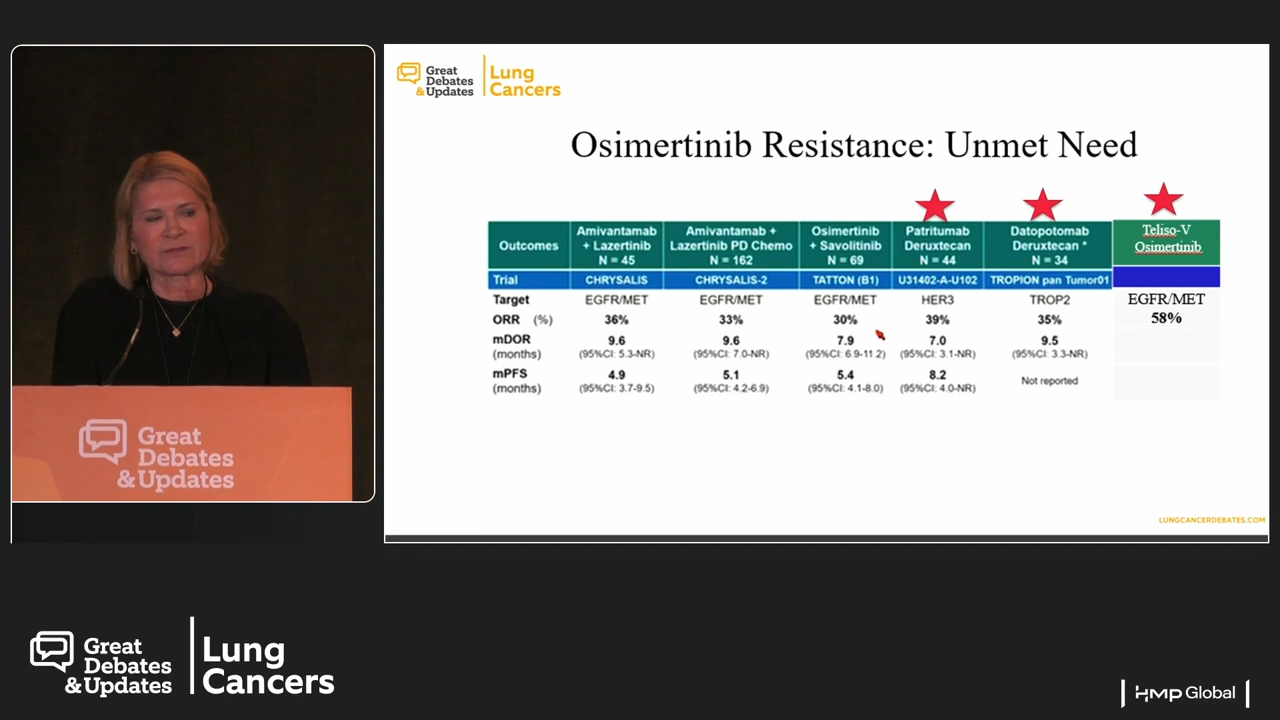 Great
Debates
&Updates
Lung
Cancers
Osimertinib Resistance: Unmet Need
Outcomes
Amivantamab
+ Lazertinib
N = 45
Amivantamab +
Lazertinib PD Chemo
N = 162
Osimertinib
+ Savolitinib
N = 69
Patritumab
Deruxtecan
N = 44
Datopotomab
Deruxtecan *
N = 34
Teliso-V
Osimertinib
Trial
CHRYSALIS
CHRYSALIS-2
TATTON (B1)
U31402-A-U102
TROPION pan Tumor01
Target
EGFR/MET
EGFR/MET
EGFR/MET
HER3
TROP2
EGFR/MET
ORR (%)
36%
33%
30%
39%
35%
58%
mDOR
(months)
9.6
(95%CI: 5.3-NR)
9.6
(95%CI: 7.0-NR)
7.9
(95%CI: 6.9-11.2)
7.0
(95%CI: 3.1-NR)
9.5
(95%CI: 3.3-NR)
mPFS
(months)
4.9
(95%CI: 3.7-9.5)
5.1
(95%CI: 4.2-6.9)
5.4
(95%CI: 4.1-8.0)
8.2
(95%CI: 4.0-NR)
Not reported
LUNGCANCERDEBATES.COM
Great
Debates
&Updates
Great
Debates
&Updates
Lung
Cancers
HMP Global